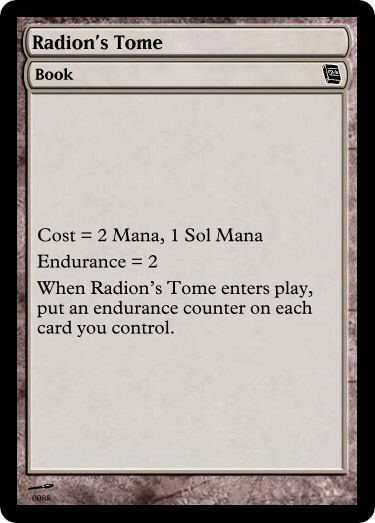 Radion's Tome
Book
Cost = 2 Mana, 1 Sol Mana
Endurance = 2
When Radion's Tome enters play,
put an endurance counter on each
card you control.
0088